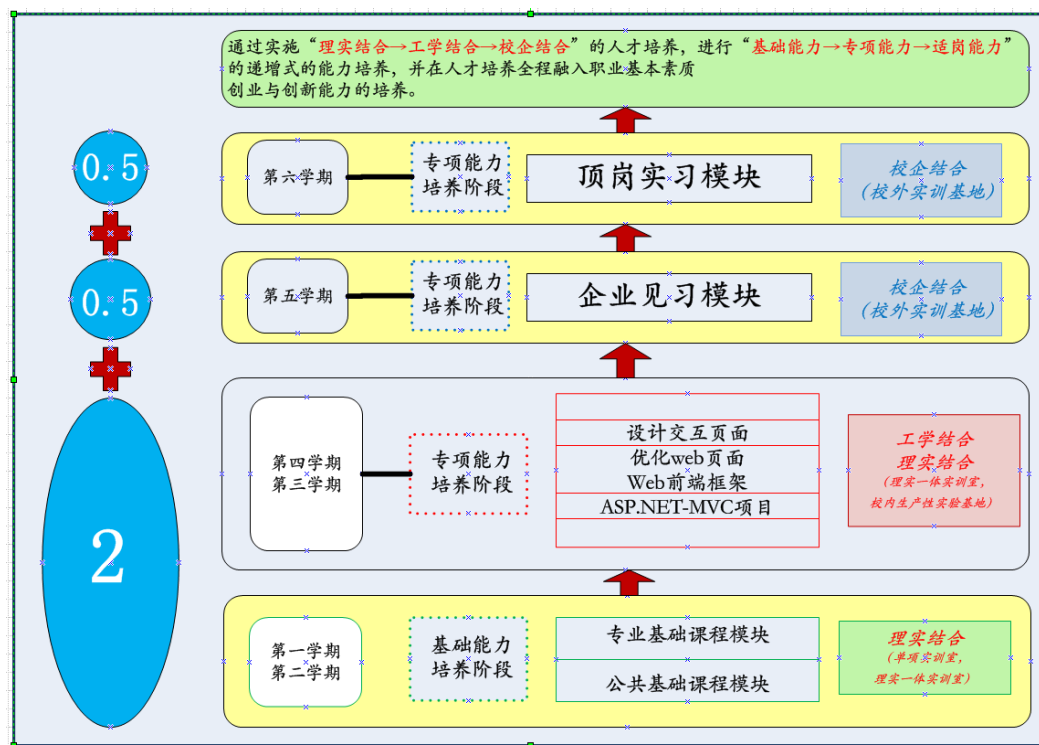 通过实施“理实结合→工学结合→校企结合”的人才培养，进行“基础能力→专项能力→适岗能力”
的递增式的能力培养，并在人才培养全程融入职业基本素质
创业与创新能力的培养。
0.5
第六学期
专项能力
培养阶段
顶岗实习模块
校企结合
（校外实训基地）
0.5
第五学期
专项能力
培养阶段
企业见习模块
校企结合
（校外实训基地）
2
第四学期
第三学期
专项能力
培养阶段
设计交互页面
优化web页面
Web前端框架
ASP.NET-MVC项目
工学结合
理实结合
（理实一体实训室，
校内生产性实验基地）
第一学期
第二学期
基础能力
培养阶段
专业基础课程模块
公共基础课程模块
理实结合
（单项实训室，
理实一体实训室）